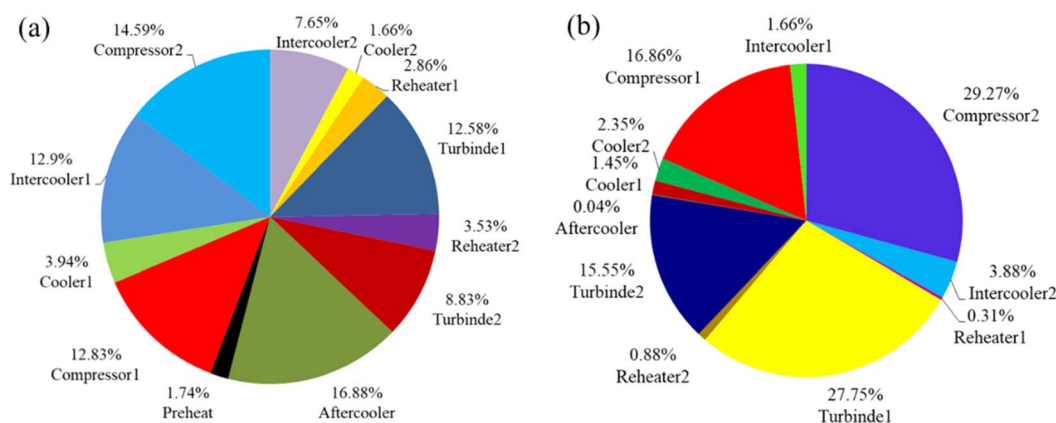 (a)
14.59%
Compressor2
7.65%
Intercooler2
1.66%
Cooler2
2.86%
Reheater1
12.58%
Turbinde1
3.53%
Reheater2
8.83%
Turbinde2
16.88%
Aftercooler
1.74%
Preheat
12.83%
Compressor1
3.94%
Cooler1
12.9%
Intercooler1
(b)
1.66%
Intercooler1
29.27%
Compressor2
3.88%
Intercooler2
0.31%
Reheater1
27.75%
Turbinde1
0.88%
Reheater2
15.55%
Turbinde2
0.04%
Aftercooler
1.45%
Cooler1
2.35%
Cooler2
16.86%
Compressor1